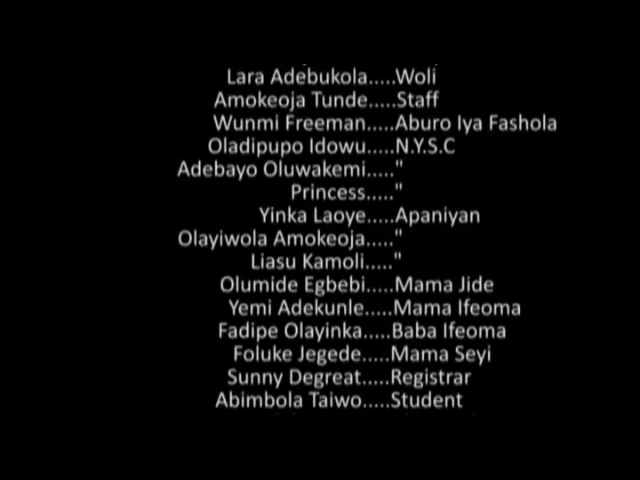 Lara Adebukola.....Woli
Amokeoja Tunde.....Staff
Wunmi Freeman.....Aburo Iya Fashola
Oladipupo Idowu.....N.Y.S.C
Adebayo Oluwakemi....."
Princess....."
Yinka Laoye.....Apaniyan
Olayiwola Amokeoja....."
Liasu Kamoli....."
Olumide Egbebi.....Mama Jide
Yemi Adekunle.....Mama Ifeoma
Fadipe Olayinka.....Baba Ifeoma
Foluke Jegede.....Mama Seyi
Sunny Degreat.....Registrar
Abimbola Taiwo.....Student